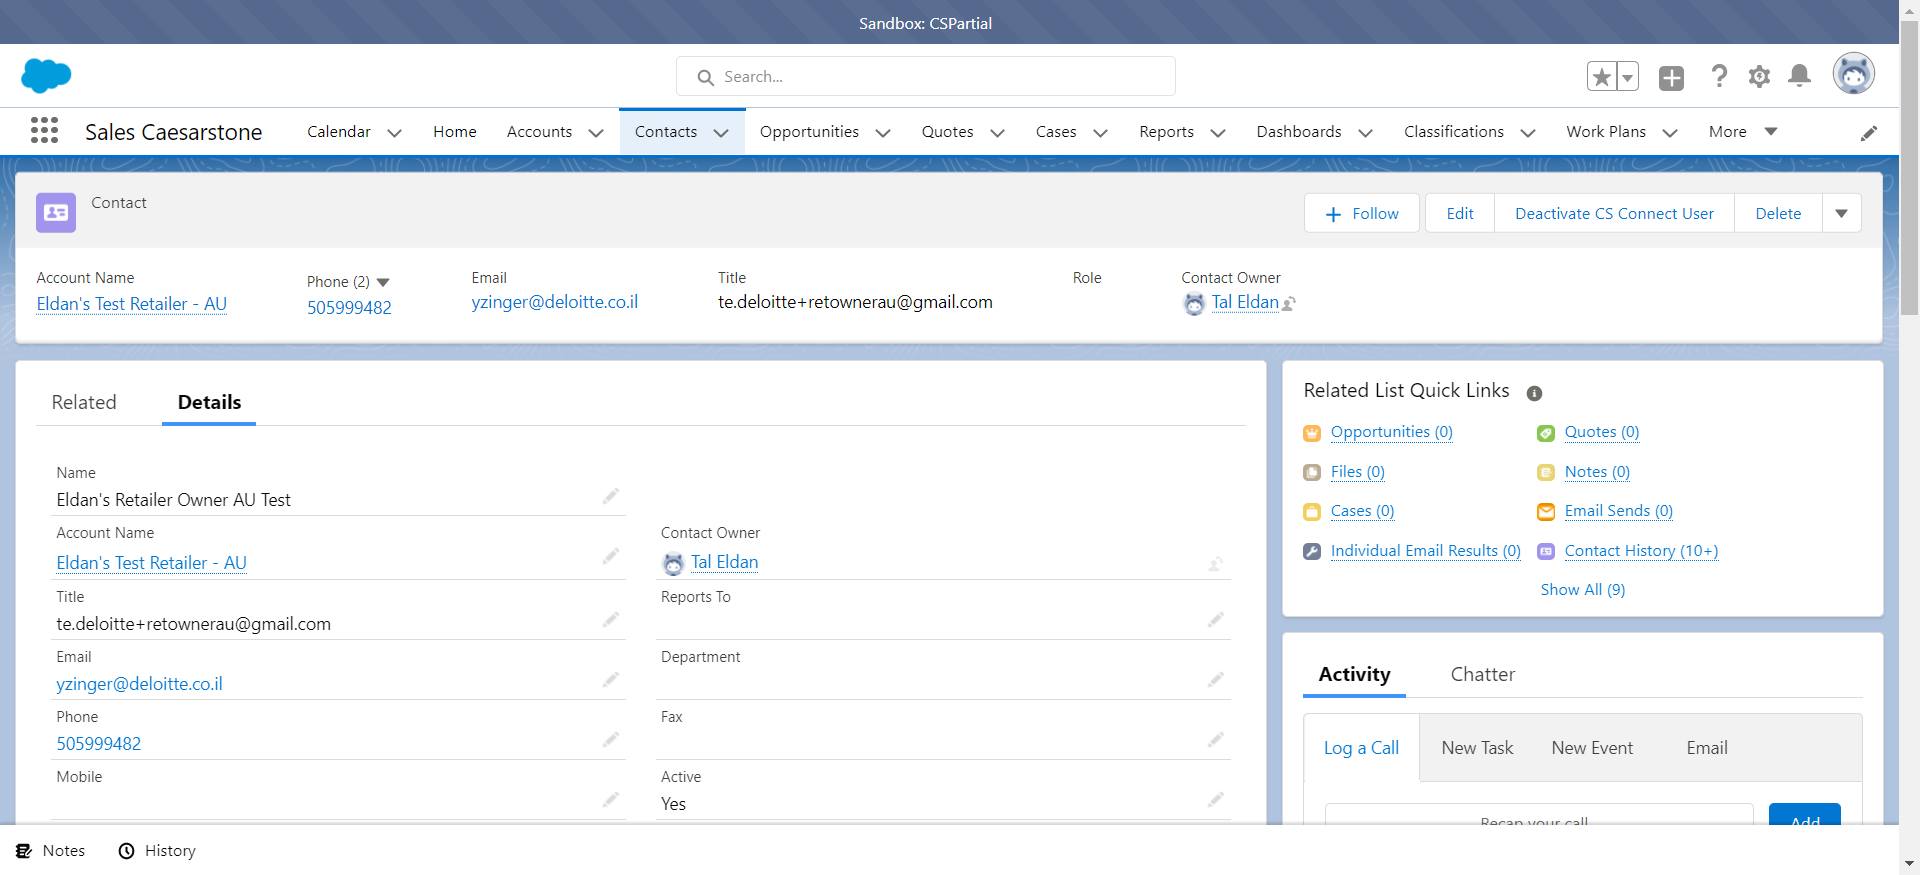 Sandbox: CSPartial
Search...
Sales Caesarstone
Calendar
Home
Accounts
Contacts
Opportunities
Quotes
Cases
Reports
Dashboards
Classifications
Work Plans
More
Contact
Follow
Edit
Deactivate CS Connect User
Delete
Account Name
Eldan's Test Retailer - AU
Phone (2)
505999482
Email
yzinger@deloitte.co.il
Title
te.deloitte+retownerau@gmail.com
Role
Contact Owner
Tal Eldan
Related
Details
Name
Eldan's Retailer Owner AU Test
Account Name
Eldan's Test Retailer - AU
Contact Owner
Tal Eldan
Title
te.deloitte+retownerau@gmail.com
Reports To
Email
yzinger@deloitte.co.il
Department
Phone
505999482
Fax
Mobile
Active
Yes
Related List Quick Links
Opportunities (0)
Quotes (0)
Files (0)
Notes (0)
Cases (0)
Email Sends (0)
Individual Email Results (0)
Contact History (10+)
Show All (9)
Activity
Chatter
Log a Call
New Task
New Event
Email
Recap your call
Add
Notes
History